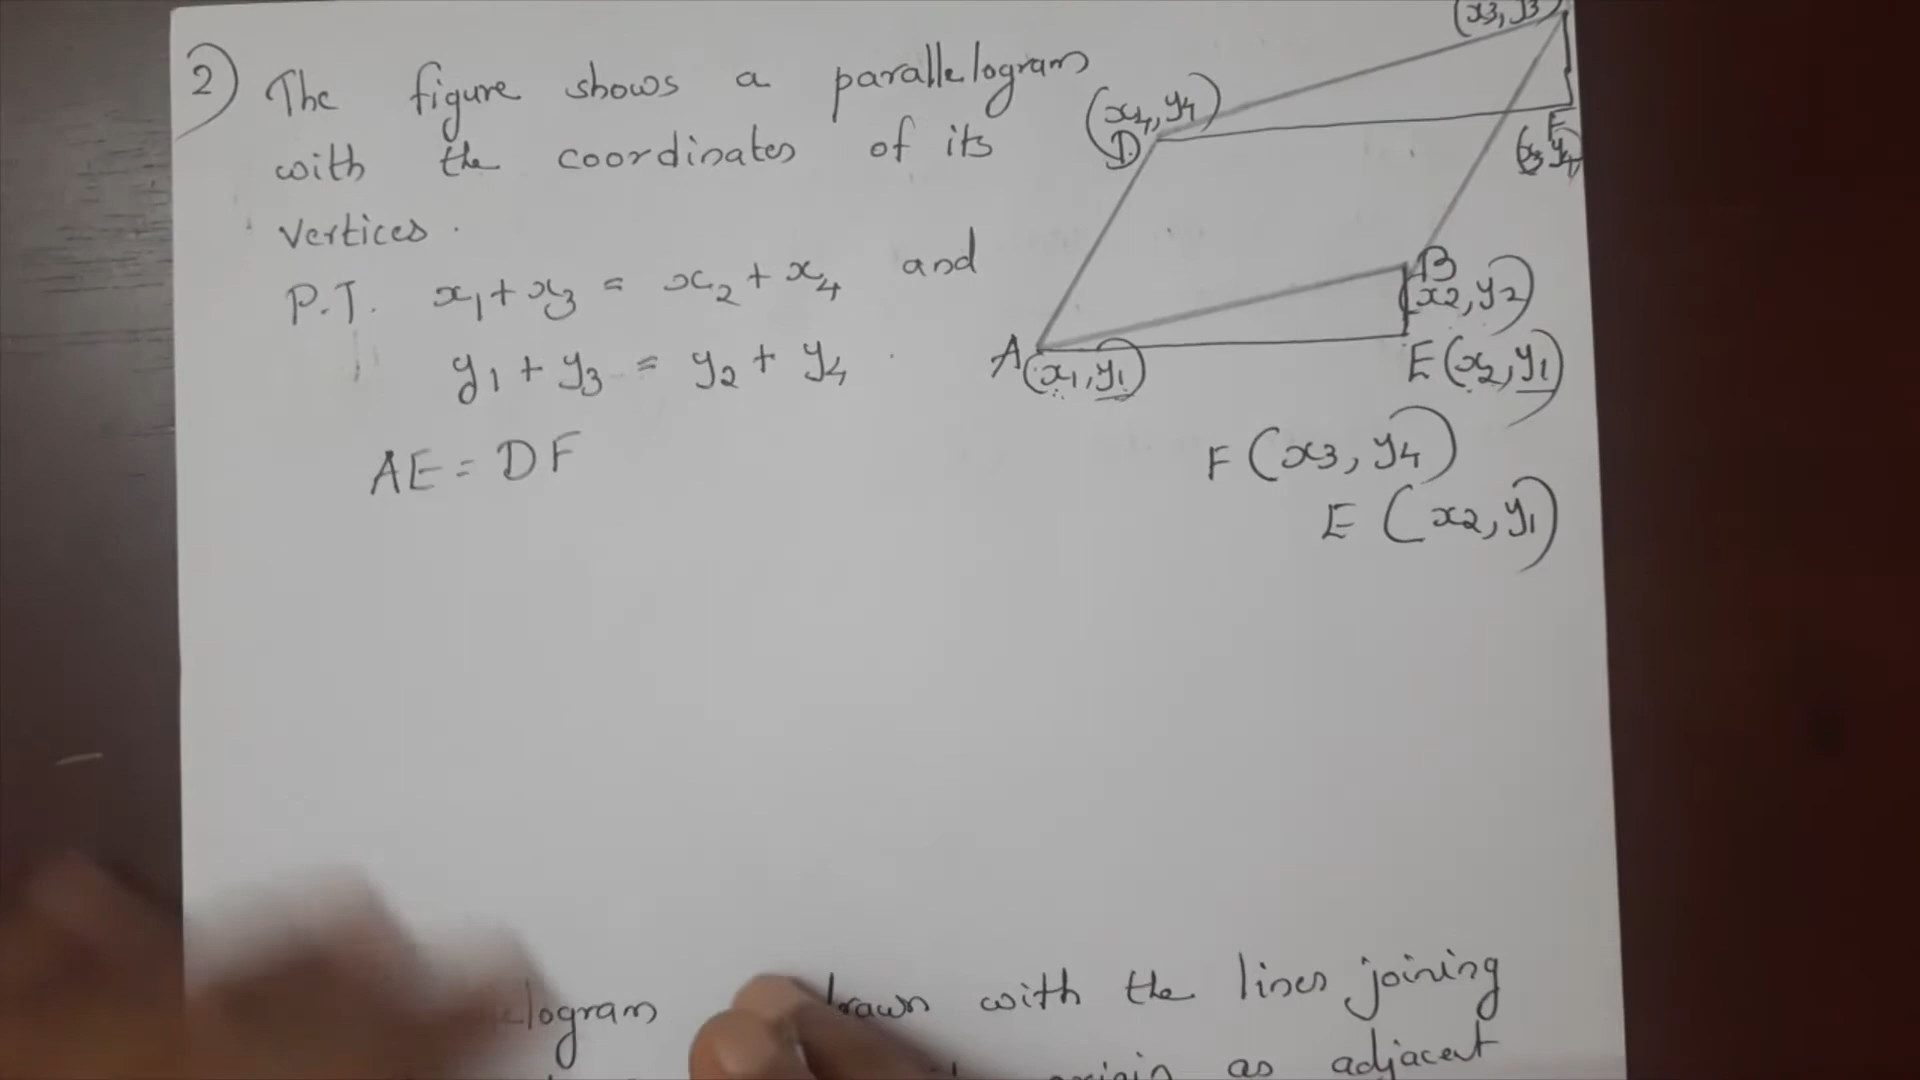 2) The figure shows a parallelogram
with the coordinates of its
vertices.
P.T. x1 + x3 = x2 + x4 and
y1 + y3 = y2 + y4.
AE = DF
(x3, y3)
(x4, y4)
D
F
(x3, y4)
B
(x2, y2)
A (x1, y1)
E (x2, y1)
F (x3, y4)
E (x2, y1)
with the lines joining
as adjacent